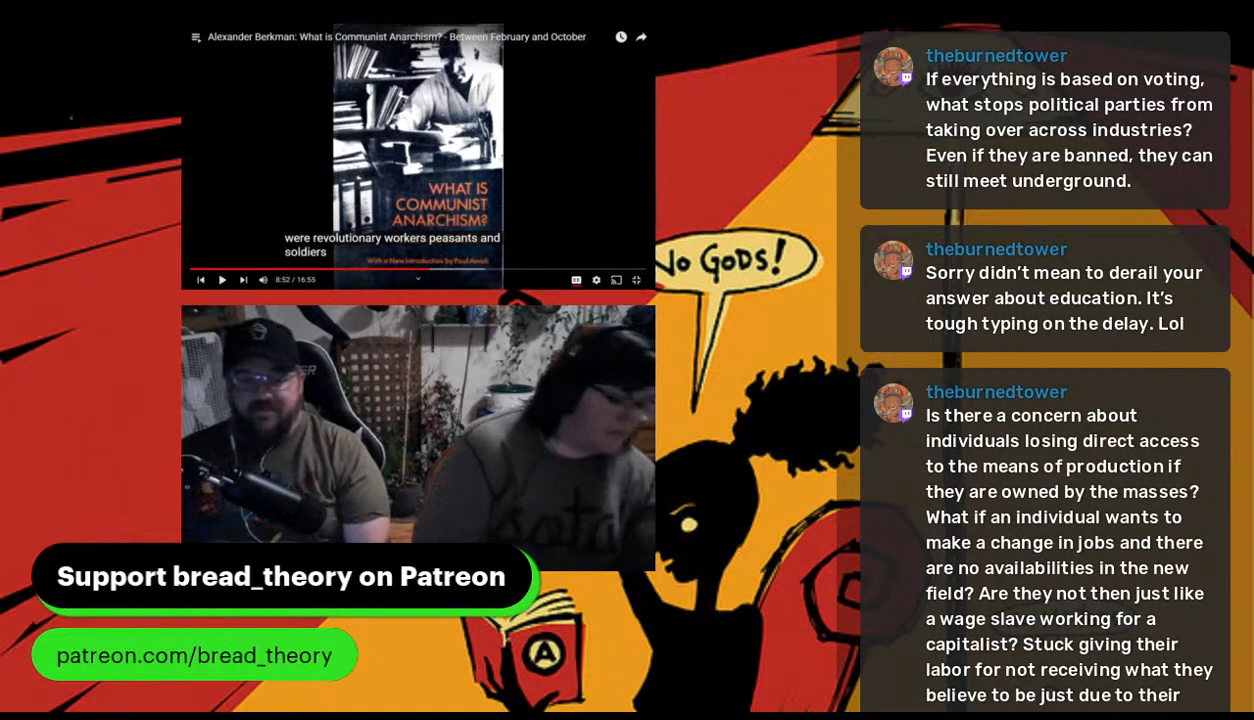 Alexander Berkman: What is Communist Anarchism? - Between February and October
WHAT IS
COMMUNIST
ANARCHISM?
were revolutionary workers peasants and
soldiers
With a New Introduction by Paul Avrich
8:52 / 16:55
CC
No GODS!
Support bread_theory on Patreon
patreon.com/bread_theory
A
theburnedtower
If everything is based on voting,
what stops political parties from
taking over across industries?
Even if they are banned, they can
still meet underground.
theburnedtower
Sorry didn't mean to derail your
answer about education. It's
tough typing on the delay. Lol
theburnedtower
Is there a concern about
individuals losing direct access
to the means of production if
they are owned by the masses?
What if an individual wants to
make a change in jobs and there
are no availabilities in the new
field? Are they not then just like
a wage slave working for a
capitalist? Stuck giving their
labor for not receiving what they
believe to be just due to their